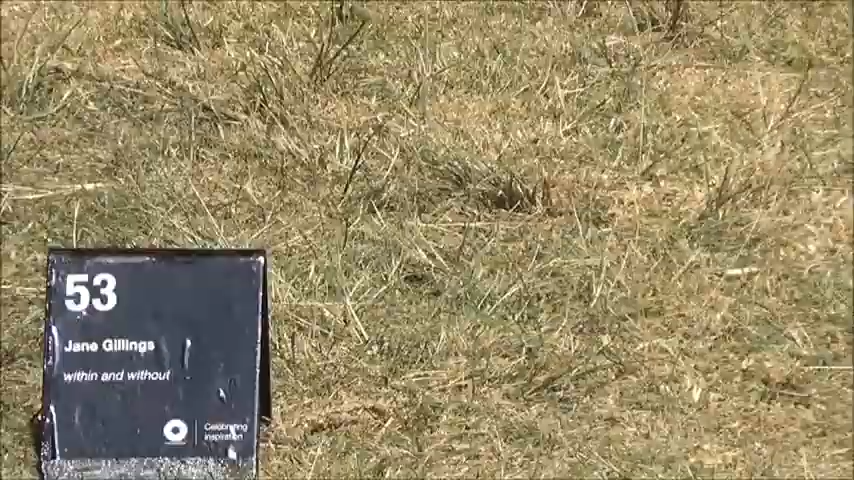 53
Jane Gillings
within and without
Celebrating
inspiration